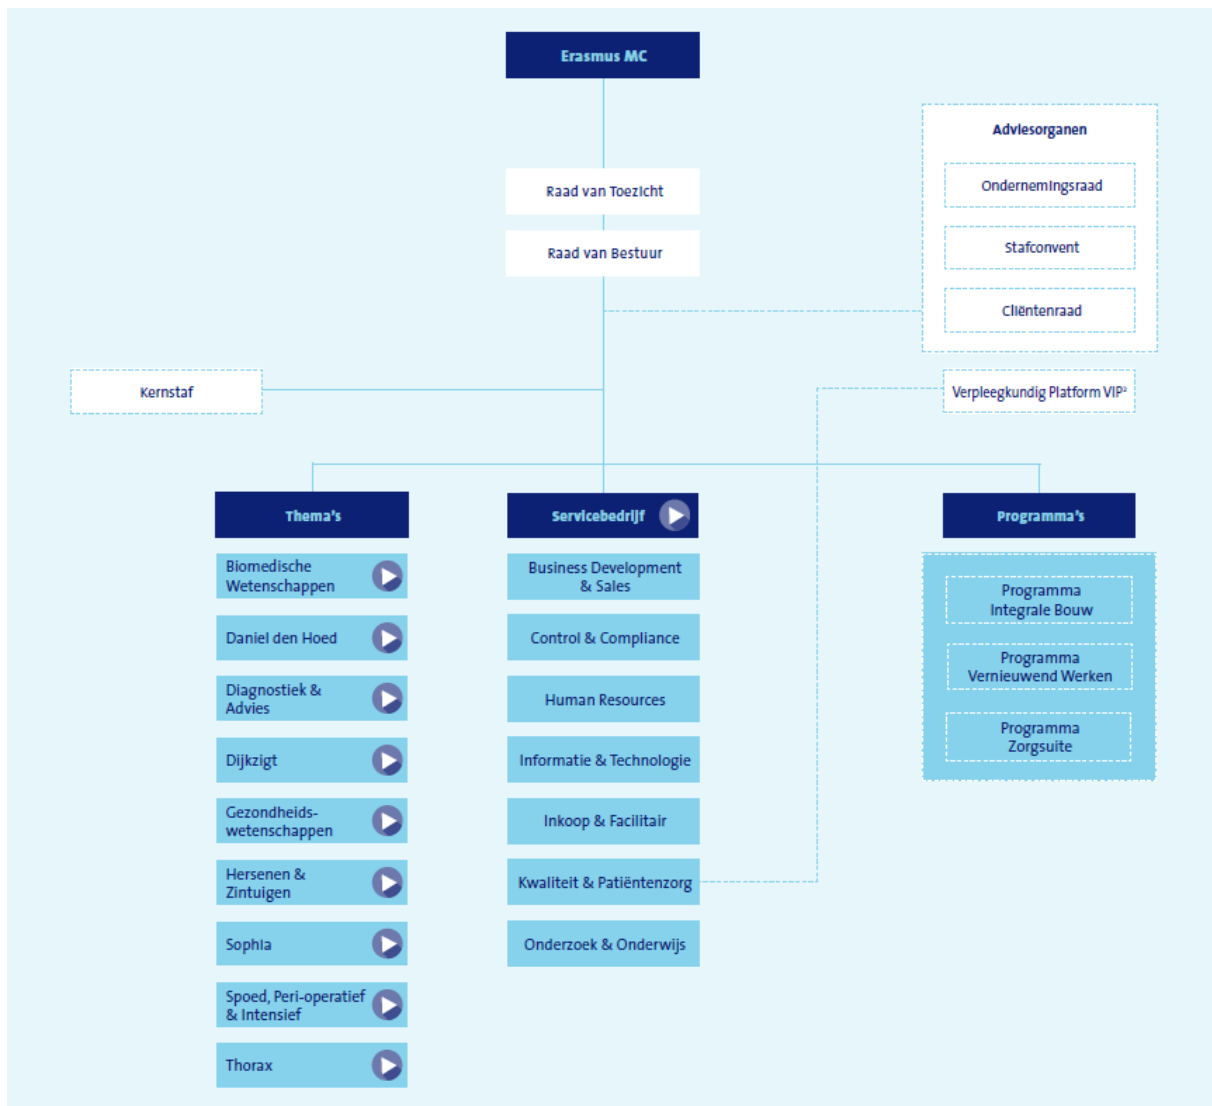 Erasmus MC
Adviesorganen
Ondernemingsraad
Stafconvent
Cliëntenraad
Raad van Toezicht
Raad van Bestuur
Kernstaf
Verpleegkundig Platform VIP²
Thema's
Biomedische
Wetenschappen
Daniel den Hoed
Diagnostiek &
Advies
Dijkzigt
Gezondheids-
wetenschappen
Hersenen &
Zintuigen
Sophia
Spoed, Peri-operatief
& Intensief
Thorax
Servicebedrijf
Business Development
& Sales
Control & Compliance
Human Resources
Informatie & Technologie
Inkoop & Facilitair
Kwaliteit & Patiëntenzorg
Onderzoek & Onderwijs
Programma's
Programma
Integrale Bouw
Programma
Vernieuwend Werken
Programma
Zorgsuite